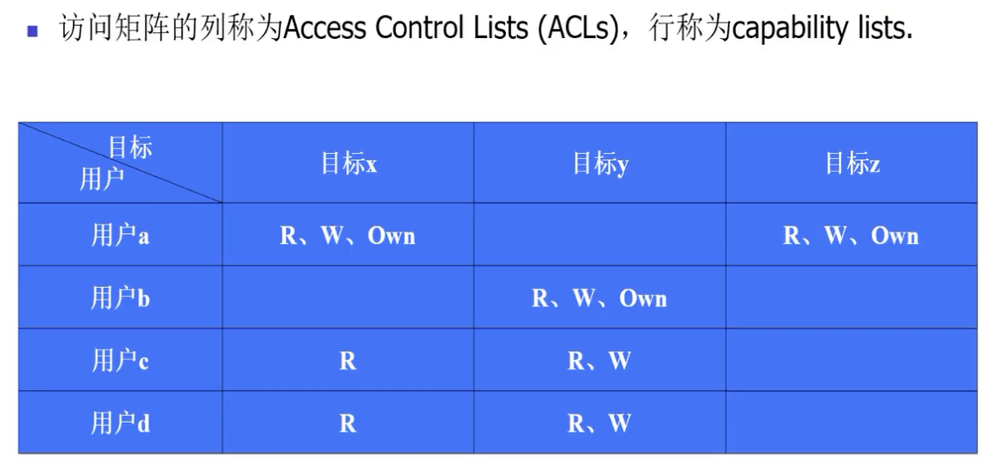 访问矩阵的列称为Access Control Lists (ACLs)，行称为capability lists.
目标
用户
目标x
目标y
目标z
用户a
R、W、Own
R、W、Own
用户b
R、W、Own
用户c
R
R、W
用户d
R
R、W